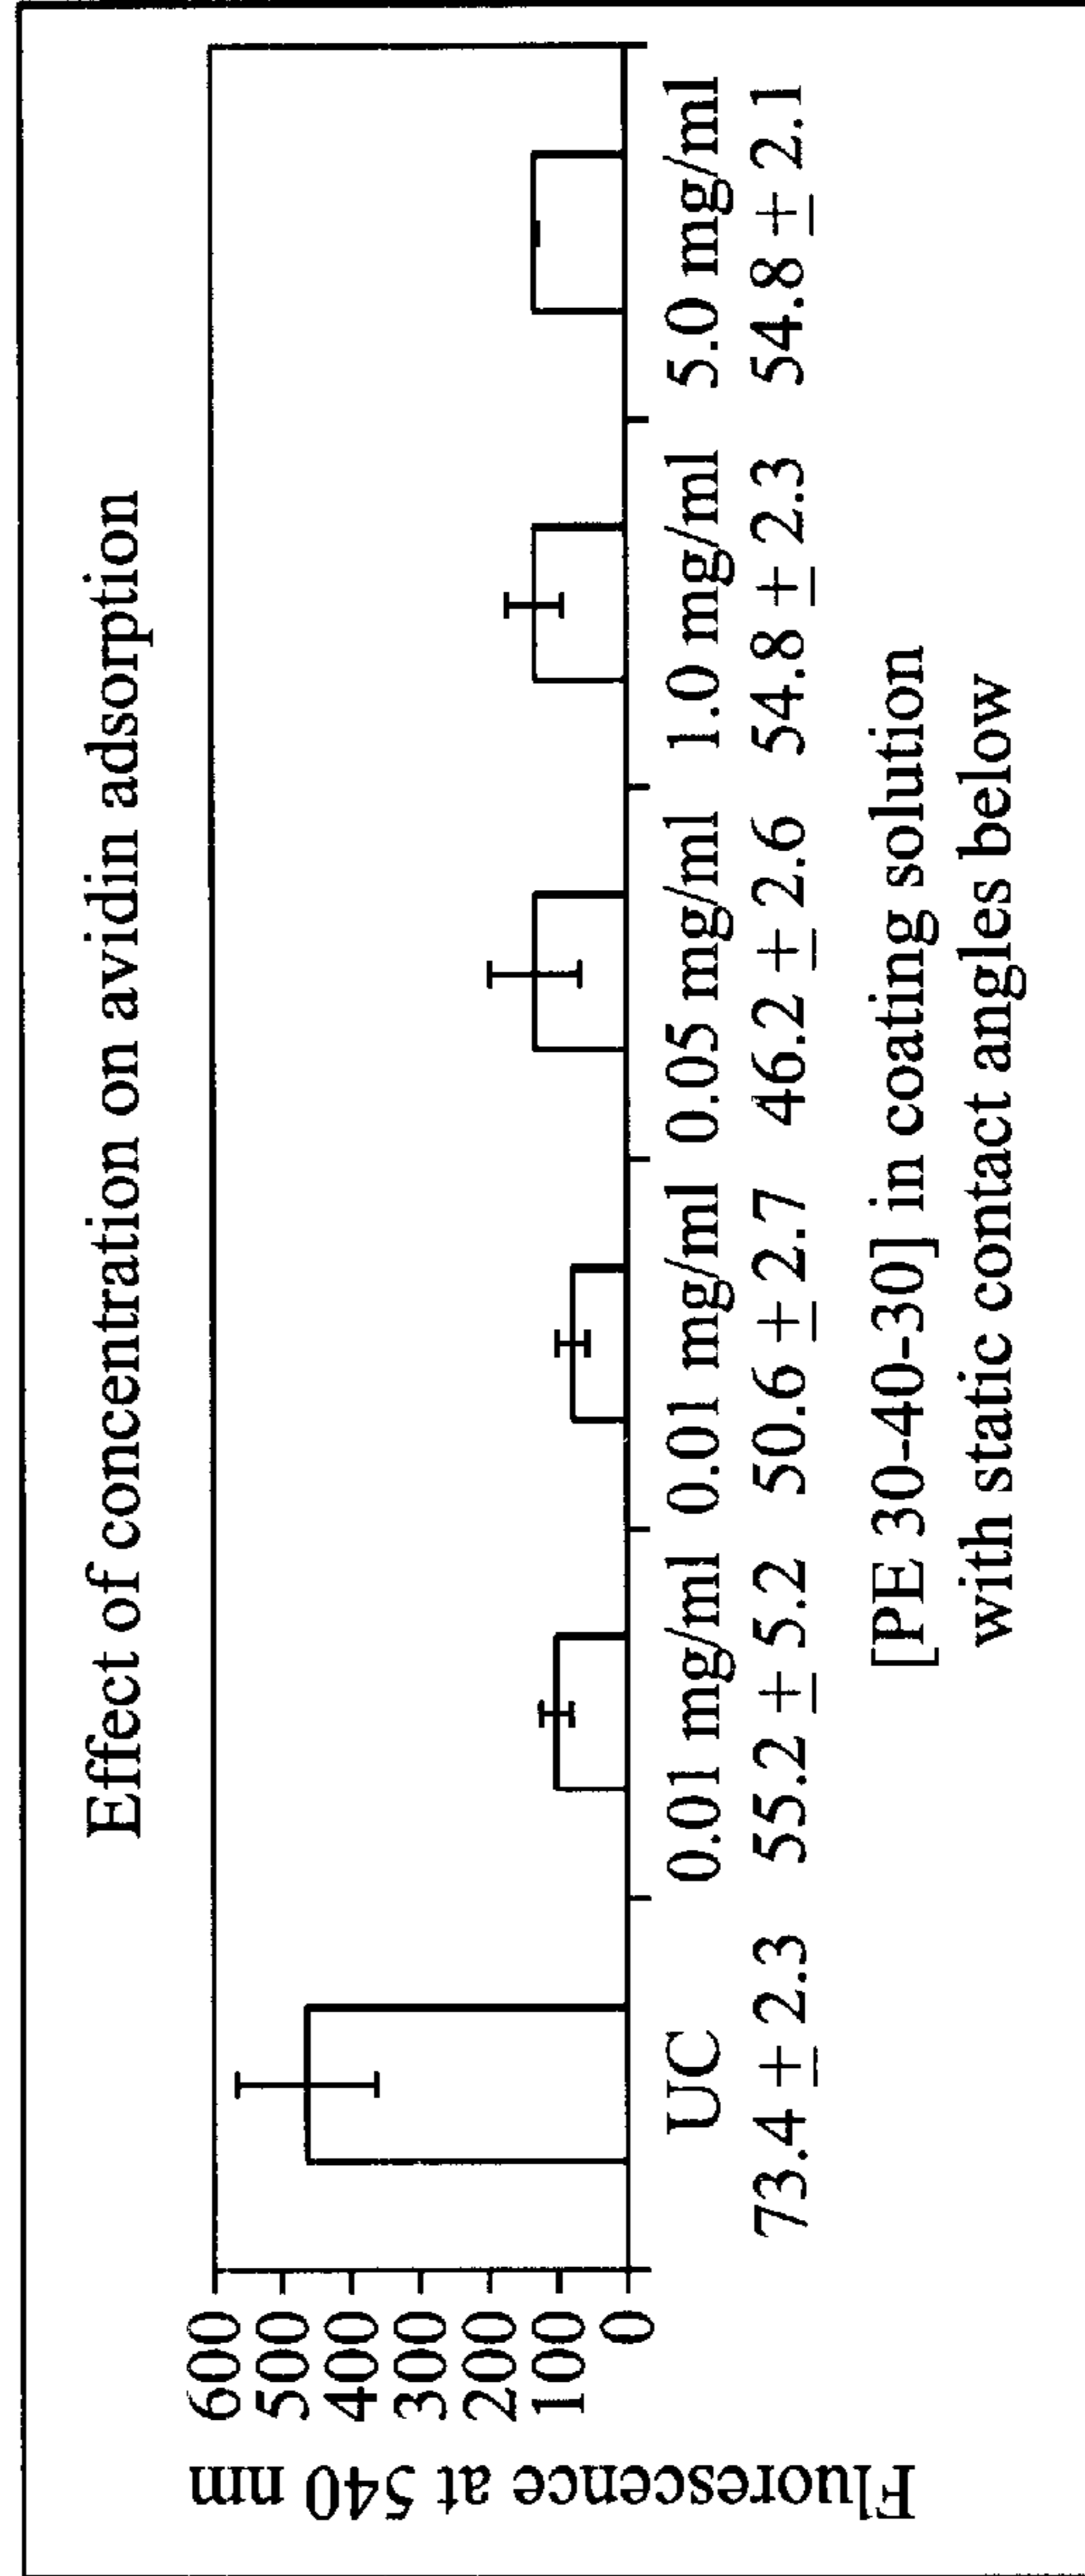 Effect of concentration on avidin adsorption
Fluorescence at 540 nm
600
500
400
300
200
100
0
UC 0.01 mg/ml 0.01 mg/ml 0.05 mg/ml 1.0 mg/ml 5.0 mg/ml
73.4 ± 2.3 55.2 ± 5.2 50.6 ± 2.7 46.2 ± 2.6 54.8 ± 2.3 54.8 ± 2.1
[PE 30-40-30] in coating solution
with static contact angles below